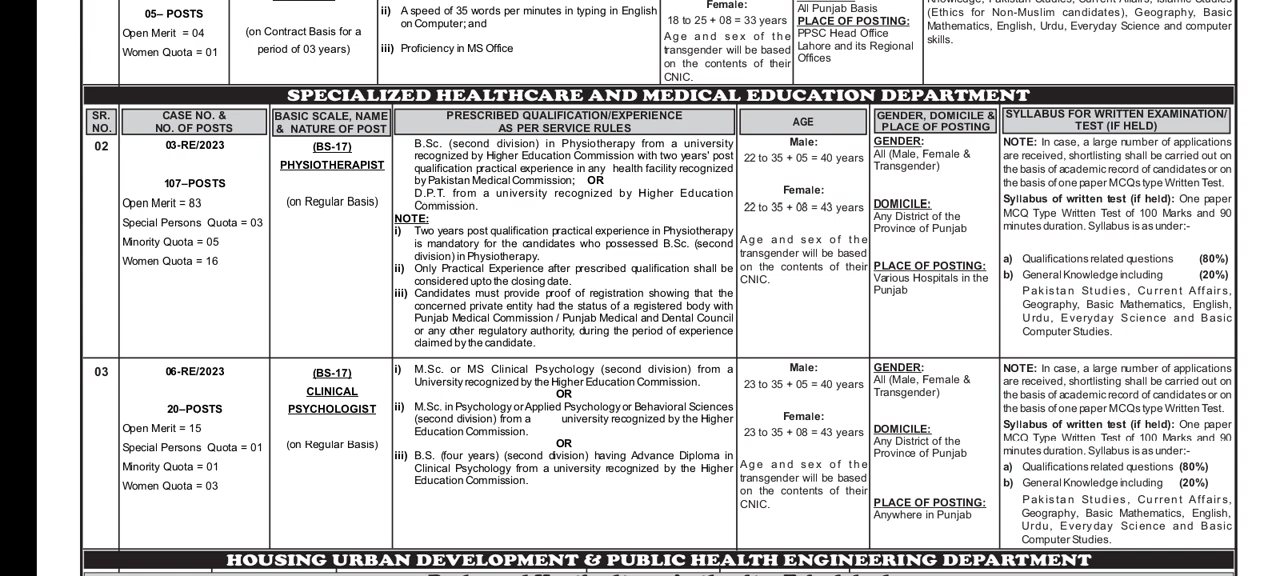 05– POSTS
Open Merit = 04
Women Quota = 01
(on Contract Basis for a
period of 03 years)
ii) A speed of 35 words per minutes in typing in English
on Computer; and
iii) Proficiency in MS Office
Female:
18 to 25 + 08 = 33 years
Age and sex of the
transgender will be based
on the contents of their
CNIC.
All Punjab Basis
PLACE OF POSTING:
PPSC Head Office
Lahore and its Regional
Offices
(Ethics for Non-Muslim candidates), Geography, Basic
Mathematics, English, Urdu, Everyday Science and computer
skills.
SPECIALIZED HEALTHCARE AND MEDICAL EDUCATION DEPARTMENT
SR.
NO.
CASE NO. &
NO. OF POSTS
BASIC SCALE, NAME
& NATURE OF POST
PRESCRIBED QUALIFICATION/EXPERIENCE
AS PER SERVICE RULES
AGE
GENDER, DOMICILE &
PLACE OF POSTING
SYLLABUS FOR WRITTEN EXAMINATION/
TEST (IF HELD)
02
03-RE/2023
107–POSTS
Open Merit = 83
Special Persons Quota = 03
Minority Quota = 05
Women Quota = 16
(BS-17)
PHYSIOTHERAPIST
(on Regular Basis)
B.Sc. (second division) in Physiotherapy from a university
recognized by Higher Education Commission with two years' post
qualification practical experience in any health facility recognized
by Pakistan Medical Commission; OR
D.P.T. from a university recognized by Higher Education
Commission.
NOTE:
i) Two years post qualification practical experience in Physiotherapy
is mandatory for the candidates who possessed B.Sc. (second
division) in Physiotherapy.
ii) Only Practical Experience after prescribed qualification shall be
considered upto the closing date.
iii) Candidates must provide proof of registration showing that the
concerned private entity had the status of a registered body with
Punjab Medical Commission / Punjab Medical and Dental Council
or any other regulatory authority, during the period of experience
claimed by the candidate.
Male:
22 to 35 + 05 = 40 years
Female:
22 to 35 + 08 = 43 years
Age and sex of the
transgender will be based
on the contents of their
CNIC.
GENDER:
All (Male, Female &
Transgender)
DOMICILE:
Any District of the
Province of Punjab
PLACE OF POSTING:
Various Hospitals in the
Punjab
NOTE: In case, a large number of applications
are received, shortlisting shall be carried out on
the basis of academic record of candidates or on
the basis of one paper MCQs type Written Test.
Syllabus of written test (if held): One paper
MCQ Type Written Test of 100 Marks and 90
minutes duration. Syllabus is as under:-
a) Qualifications related questions (80%)
b) General Knowledge including (20%)
Pakistan Studies, Current Affairs,
Geography, Basic Mathematics, English,
Urdu, Everyday Science and Basic
Computer Studies.
03
06-RE/2023
20–POSTS
Open Merit = 15
Special Persons Quota = 01
Minority Quota = 01
Women Quota = 03
(BS-17)
CLINICAL
PSYCHOLOGIST
(on Regular Basis)
i) M.Sc. or MS Clinical Psychology (second division) from a
University recognized by the Higher Education Commission.
OR
ii) M.Sc. in Psychology or Applied Psychology or Behavioral Sciences
(second division) from a university recognized by the Higher
Education Commission.
OR
iii) B.S. (four years) (second division) having Advance Diploma in
Clinical Psychology from a university recognized by the Higher
Education Commission.
Male:
23 to 35 + 05 = 40 years
Female:
23 to 35 + 08 = 43 years
Age and sex of the
transgender will be based
on the contents of their
CNIC.
GENDER:
All (Male, Female &
Transgender)
DOMICILE:
Any District of the
Province of Punjab
PLACE OF POSTING:
Anywhere in Punjab
NOTE: In case, a large number of applications
are received, shortlisting shall be carried out on
the basis of academic record of candidates or on
the basis of one paper MCQs type Written Test.
Syllabus of written test (if held): One paper
MCQ Type Written Test of 100 Marks and 90
minutes duration. Syllabus is as under:-
a) Qualifications related questions (80%)
b) General Knowledge including (20%)
Pakistan Studies, Current Affairs,
Geography, Basic Mathematics, English,
Urdu, Everyday Science and Basic
Computer Studies.
HOUSING URBAN DEVELOPMENT & PUBLIC HEALTH ENGINEERING DEPARTMENT